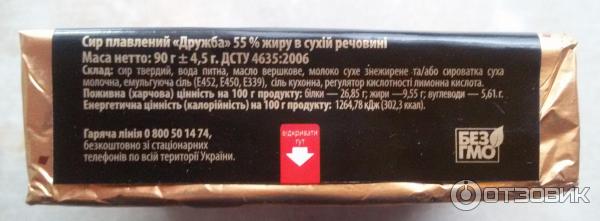 Сир плавлений «Дружба» 55 % жиру в сухій речовині
Маса нетто: 90 г ± 4,5 г. ДСТУ 4635:2006
Склад: сир твердий, вода питна, масло вершкове, молоко сухе знежирене та/або сироватка суха
молочна, емульгуюча сіль (Е452, Е450, Е339), сіль кухонна, регулятор кислотності лимонна кислота.
Поживна (харчова) цінність на 100 г продукту: білки — 26,85 г; жири —9,55 г; вуглеводи — 5,61 г.
Енергетична цінність (калорійність) на 100 г продукту: 1264,78 кДж (302,3 ккал).
Гаряча лінія 0 800 50 14 74,
безкоштовно зі стаціонарних
телефонів по всій території України.
відкривати
тут
БЕЗ
ГМО
ОТЗОВИК